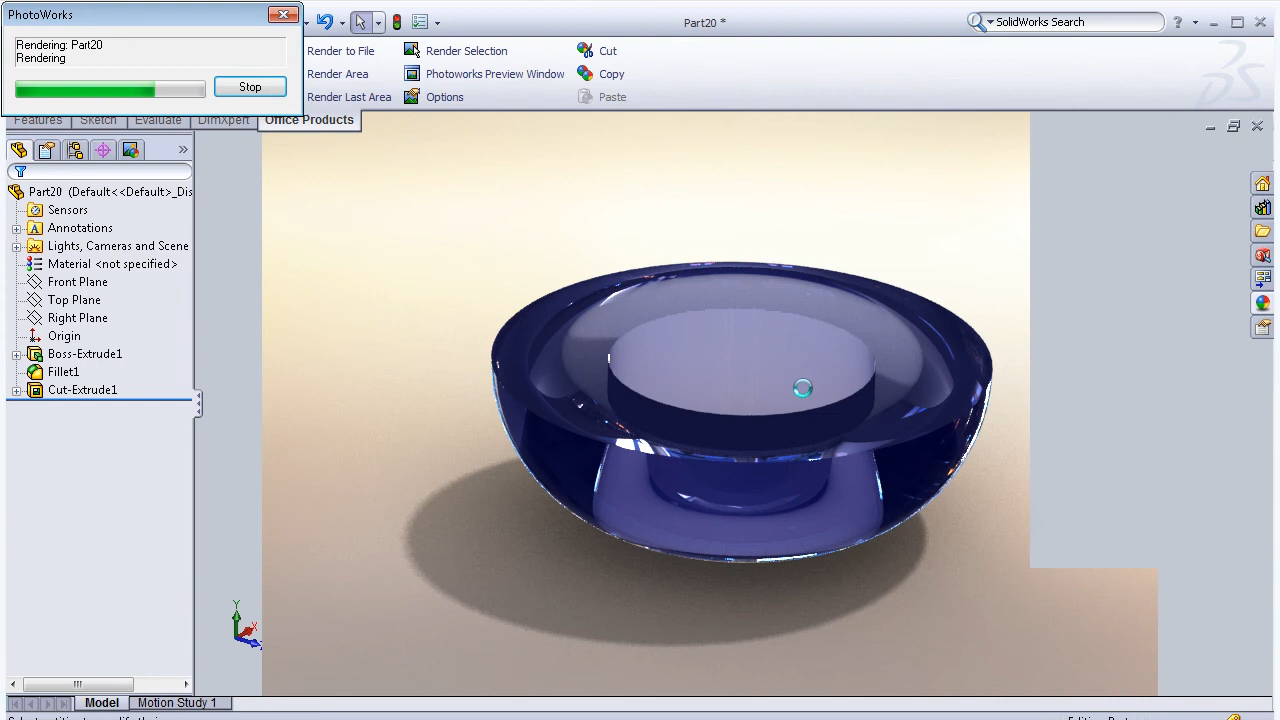 PhotoWorks
Part20 *
SolidWorks Search
Rendering: Part20
Rendering
Stop
Render to File
Render Selection
Cut
Render Area
Photoworks Preview Window
Copy
Render Last Area
Options
Paste
Features
Sketch
Evaluate
DimXpert
Office Products
Part20 (Default<<Default>_Dis
Sensors
Annotations
Lights, Cameras and Scene
Material <not specified>
Front Plane
Top Plane
Right Plane
Origin
Boss-Extrude1
Fillet1
Cut-Extrude1
Y
X
Model
Motion Study 1